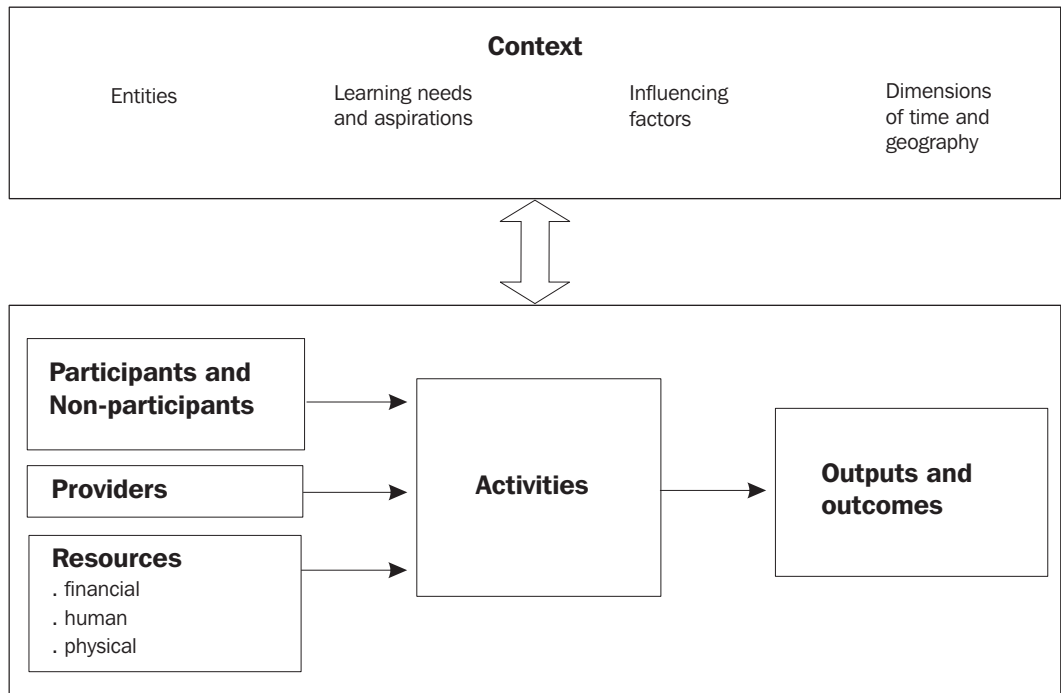 Context
Entities
Learning needs
and aspirations
Influencing
factors
Dimensions
of time and
geography
Participants and
Non-participants
Providers
Resources
. financial
. human
. physical
Activities
Outputs and
outcomes